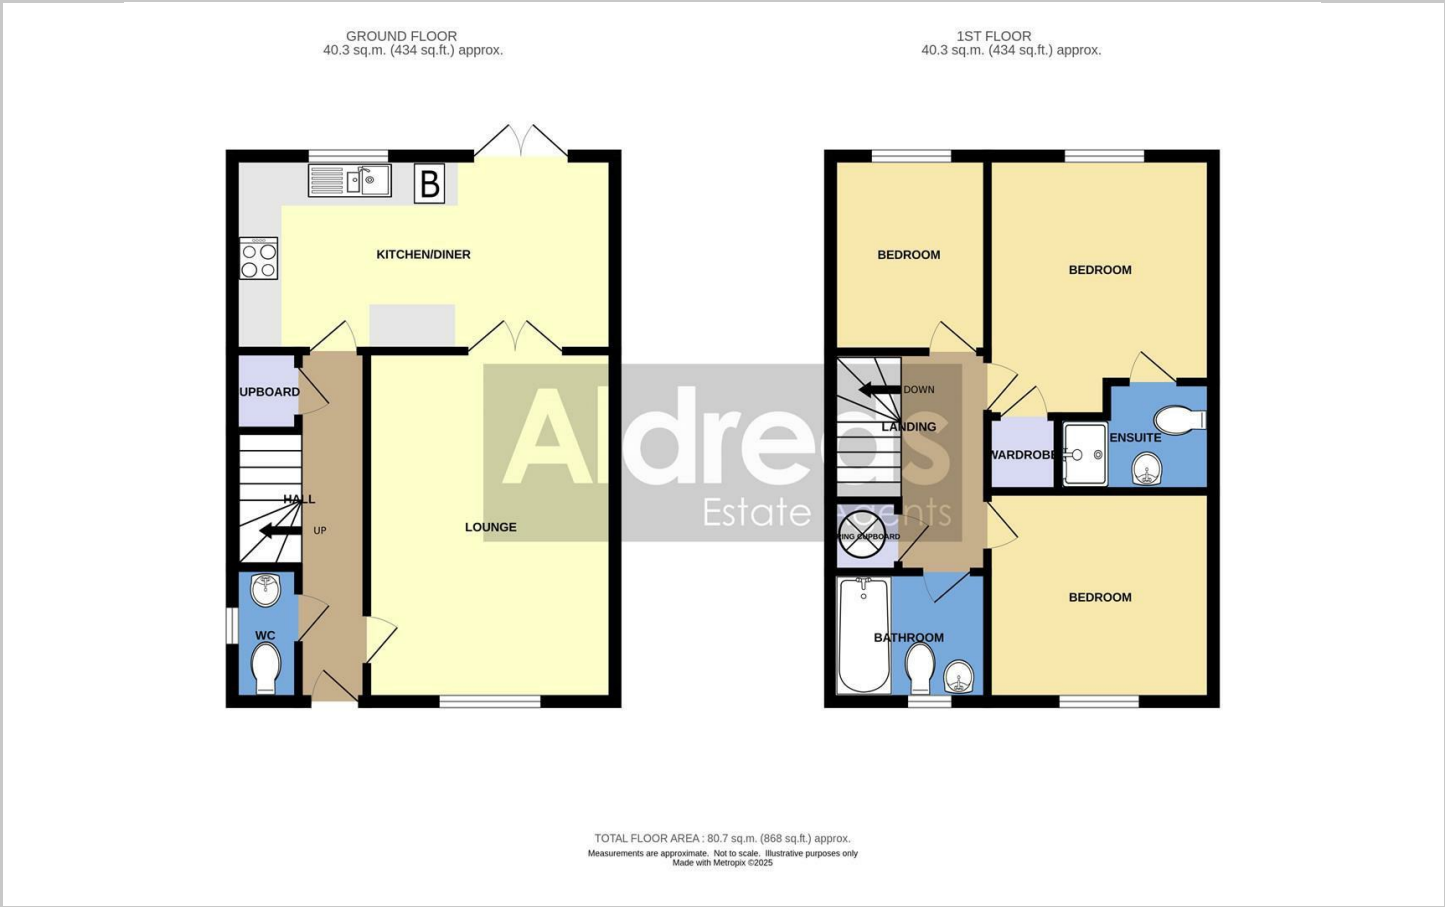 GROUND FLOOR
40.3 sq.m. (434 sq.ft.) approx.
1ST FLOOR
40.3 sq.m. (434 sq.ft.) approx.
B
KITCHEN/DINER
UPBOARD
HALL
UP
LOUNGE
WC
BEDROOM
BEDROOM
DOWN
LANDING
WARDROBE
ENSUITE
RING CUPBOARD
BEDROOM
BATHROOM
Aldreds
Estate Agents
TOTAL FLOOR AREA : 80.7 sq.m. (868 sq.ft.) approx.
Measurements are approximate. Not to scale. Illustrative purposes only
Made with Metropix ©2025